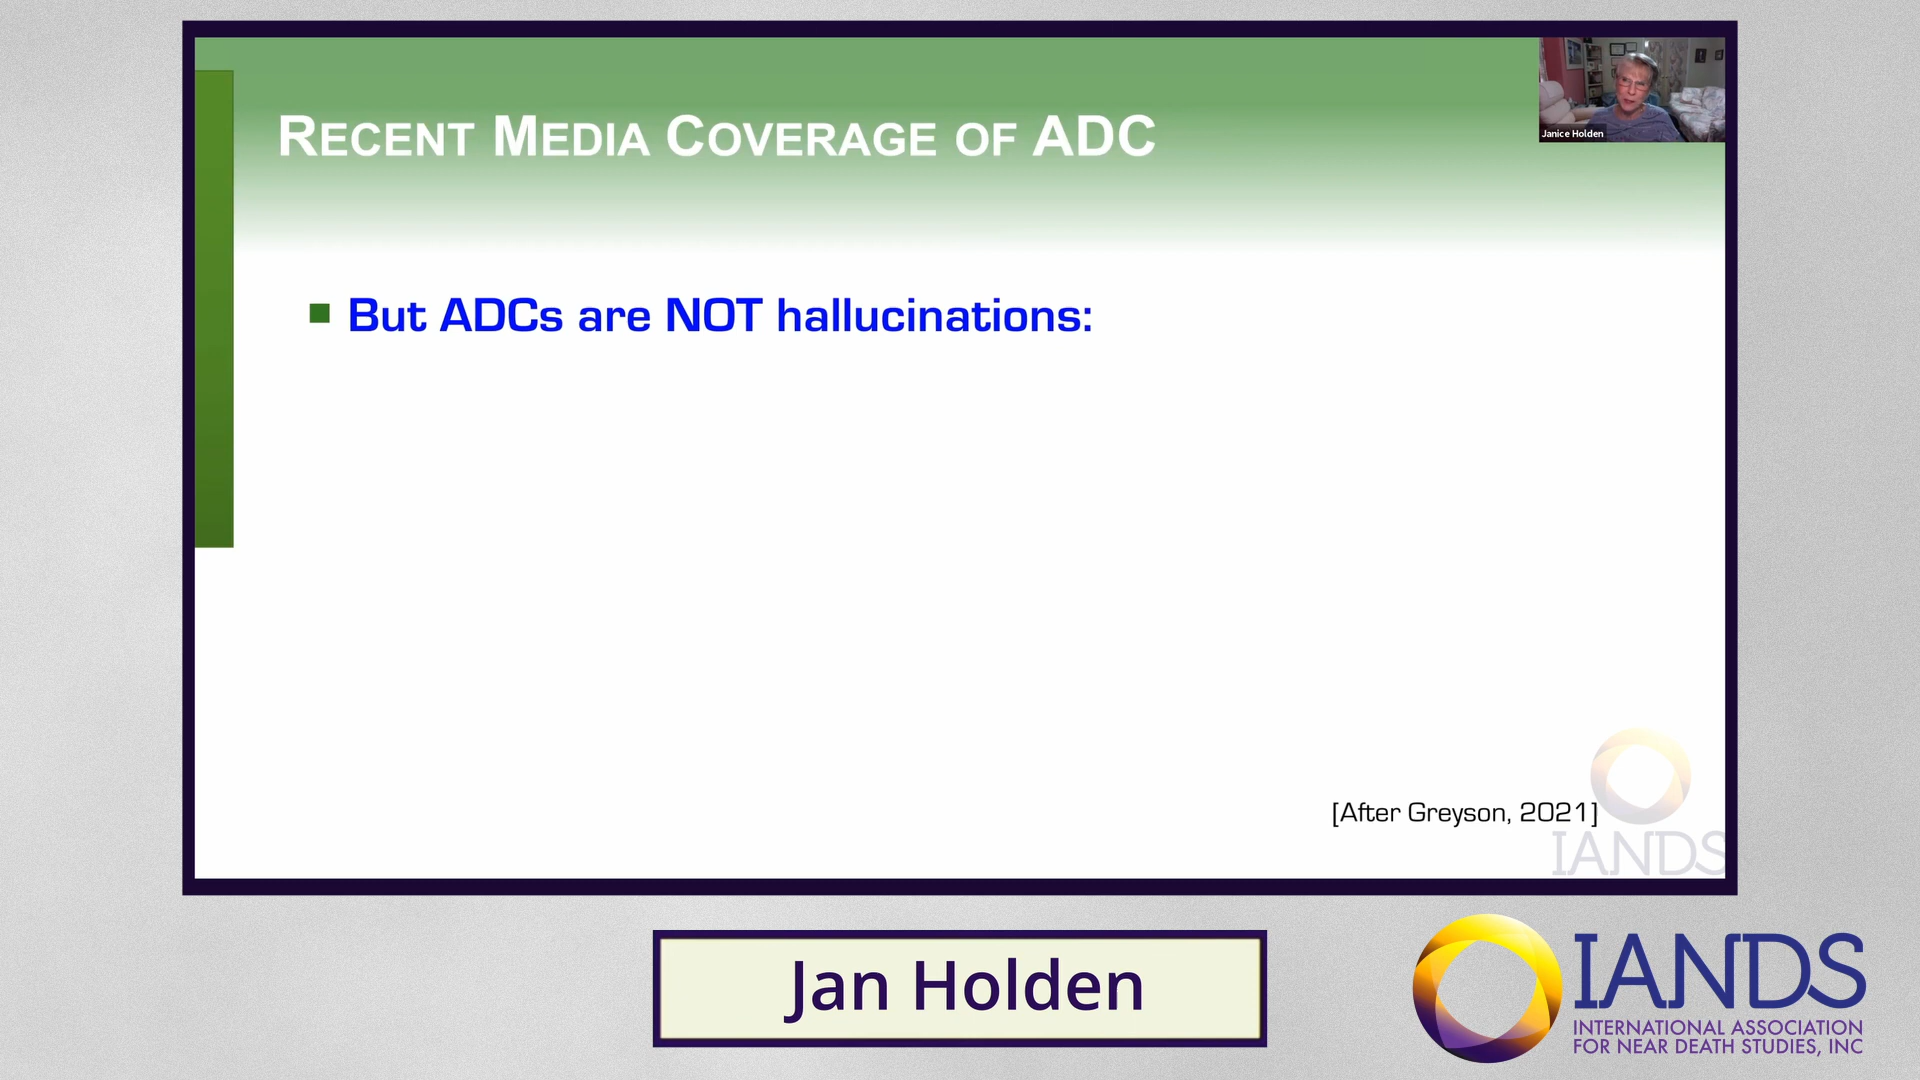 RECENT MEDIA COVERAGE OF ADC
Janice Holden
But ADCs are NOT hallucinations:
[After Greyson, 2021]
IANDS
Jan Holden
IANDS
INTERNATIONAL ASSOCIATION
FOR NEAR DEATH STUDIES, INC